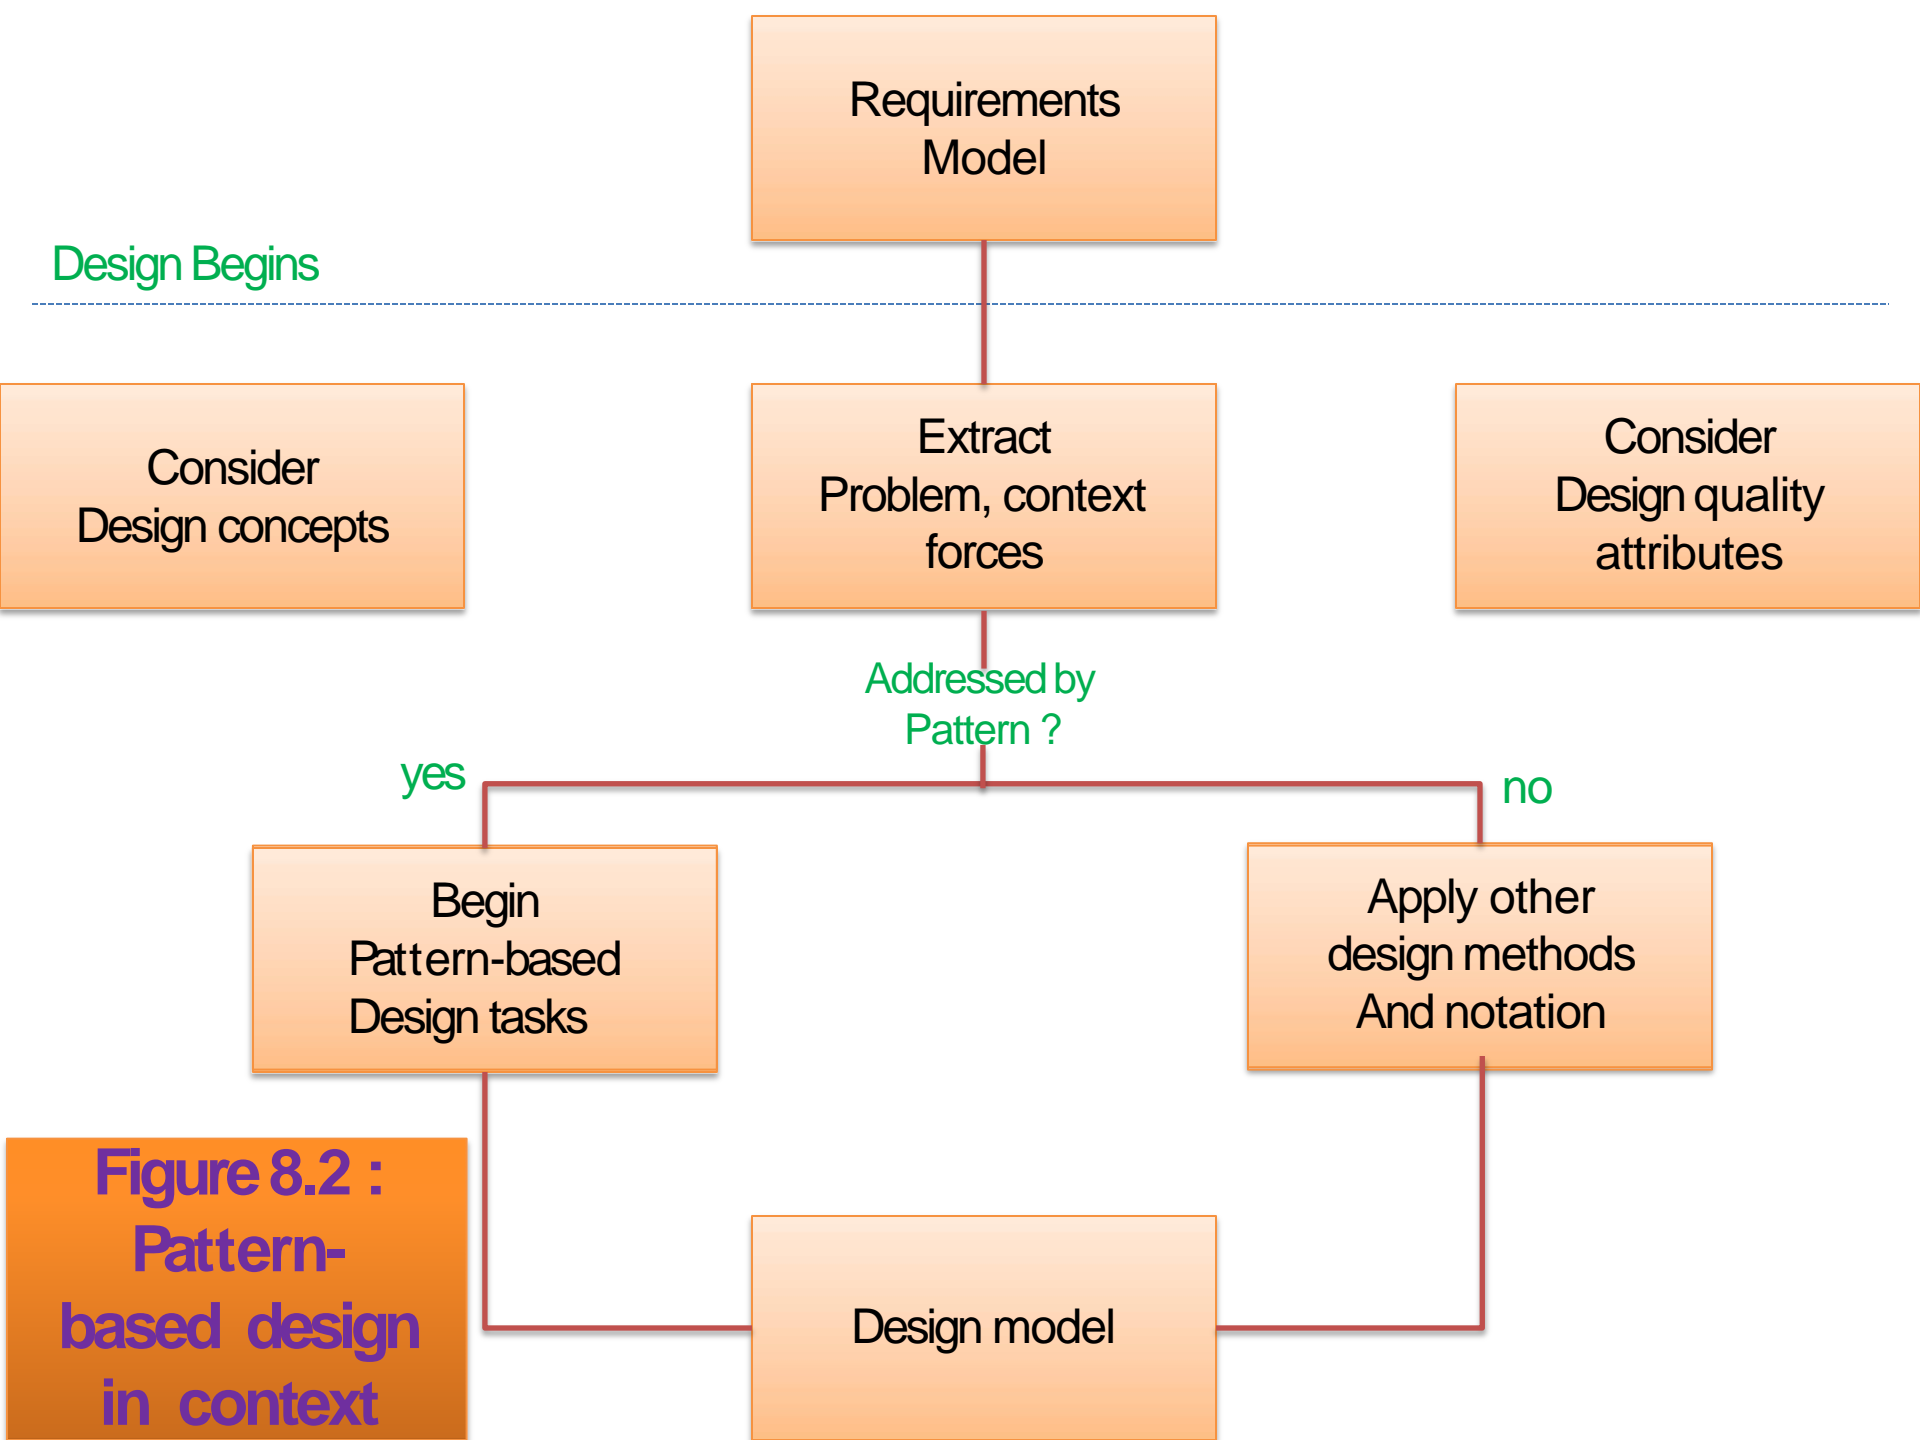 Requirements
Model
Design Begins
Consider
Design concepts
Extract
Problem, context
forces
Consider
Design quality
attributes
Addressed by
Pattern ?
yes
no
Begin
Pattern-based
Design tasks
Apply other
design methods
And notation
Figure 8.2 :
Pattern-
based design
in context
Design model